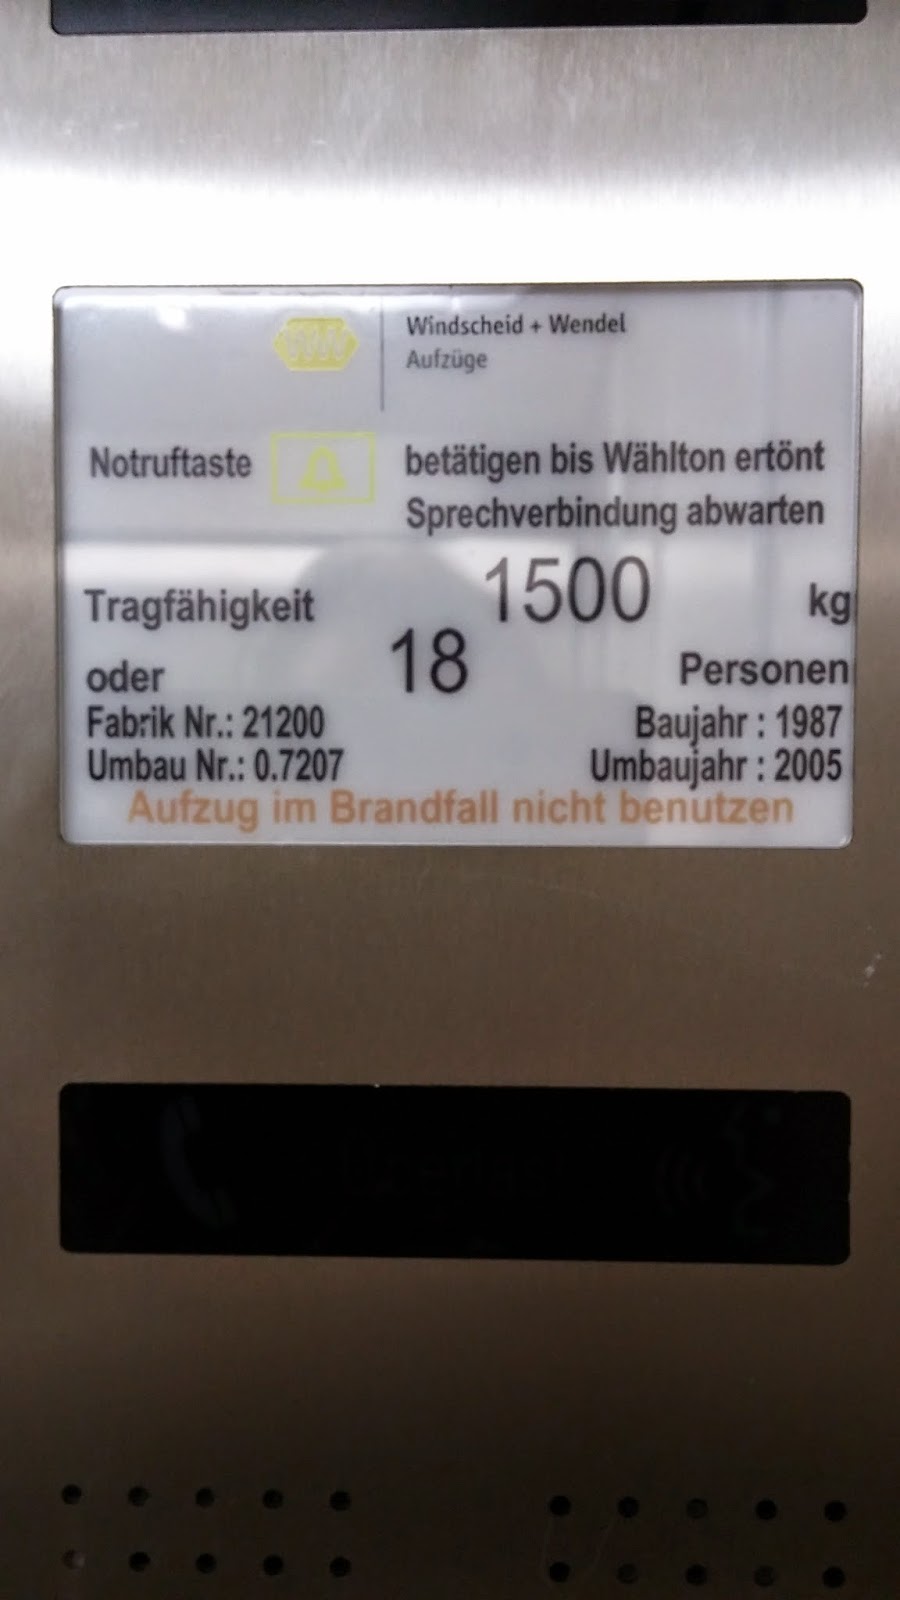 Windscheid + Wendel
Aufzüge
Notruftaste betätigen bis Wählton ertönt
Sprechverbindung abwarten
Tragfähigkeit 1500 kg
oder 18 Personen
Fabrik Nr.: 21200 Baujahr : 1987
Umbau Nr.: 0.7207 Umbaujahr : 2005
Aufzug im Brandfall nicht benutzen